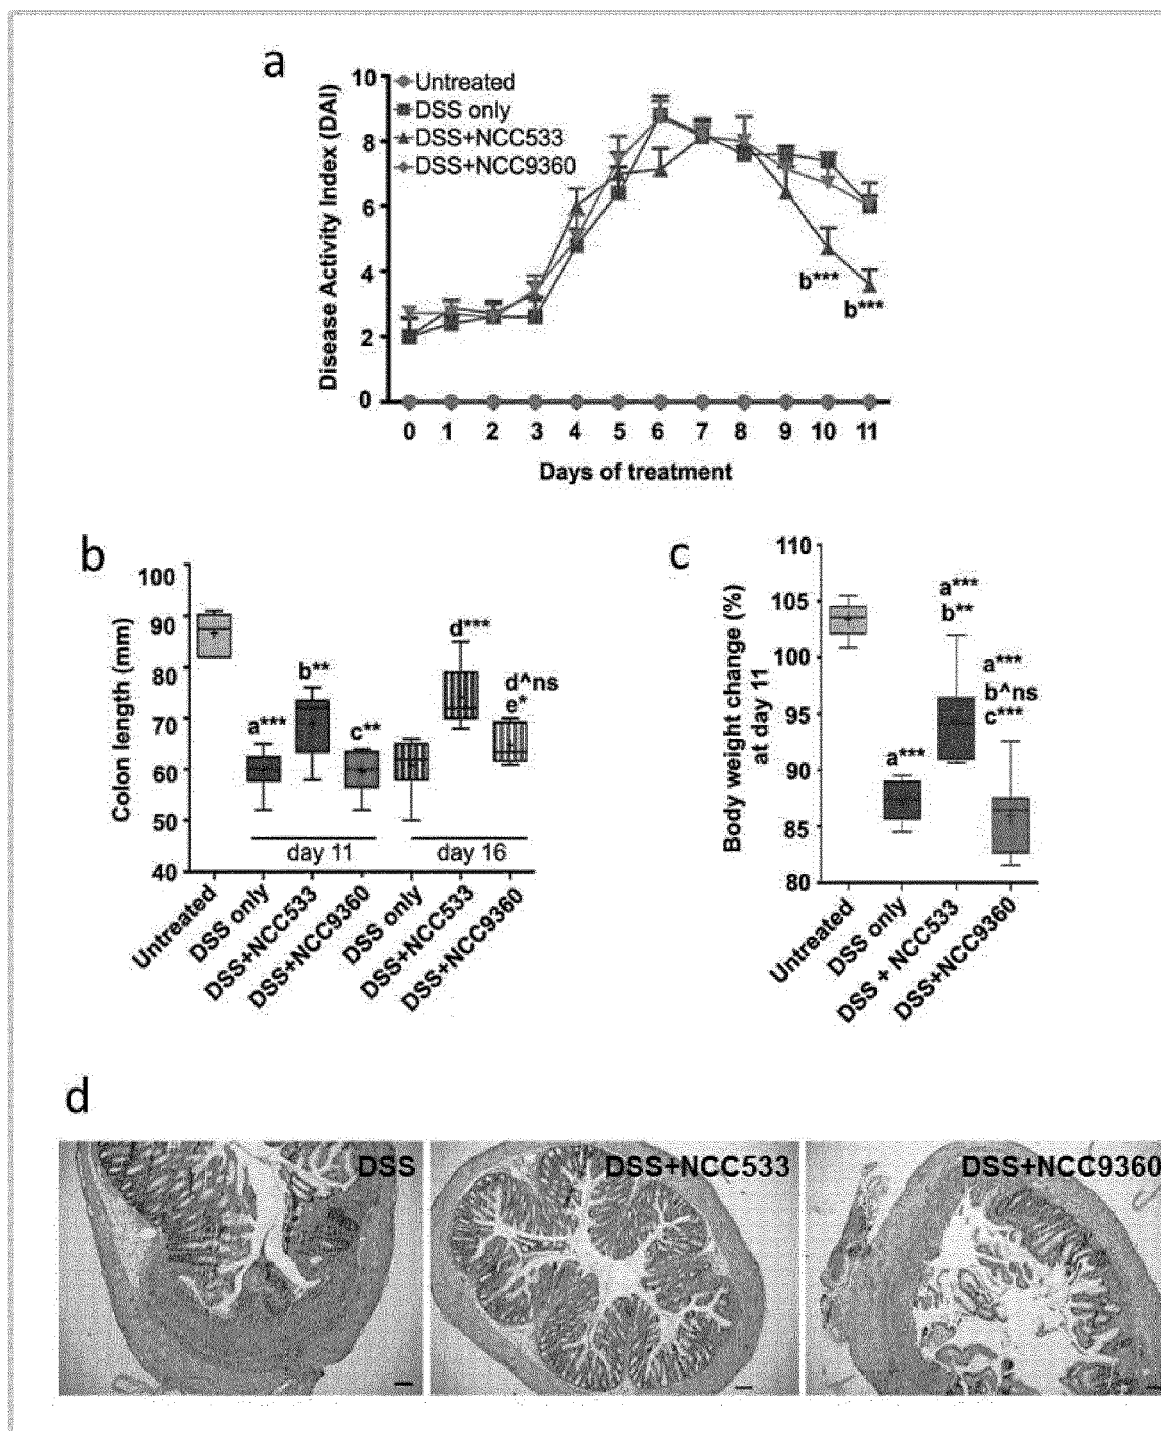 a
Disease Activity Index (DAI)
10
8
6
4
2
0
Untreated
DSS only
DSS+NCC533
DSS+NCC9360
b***
b***
0 1 2 3 4 5 6 7 8 9 10 11
Days of treatment
b
Colon length (mm)
100
90
80
70
60
50
40
a***
b**
c**
d***
d^ns
e*
day 11
day 16
Untreated
DSS only
DSS+NCC533
DSS+NCC9360
DSS only
DSS+NCC533
DSS+NCC9360
c
Body weight change (%)
at day 11
110
105
100
95
90
85
80
a***
a***
b**
a***
b^ns
c***
Untreated
DSS only
DSS + NCC533
DSS+NCC9360
d
DSS
DSS+NCC533
DSS+NCC9360